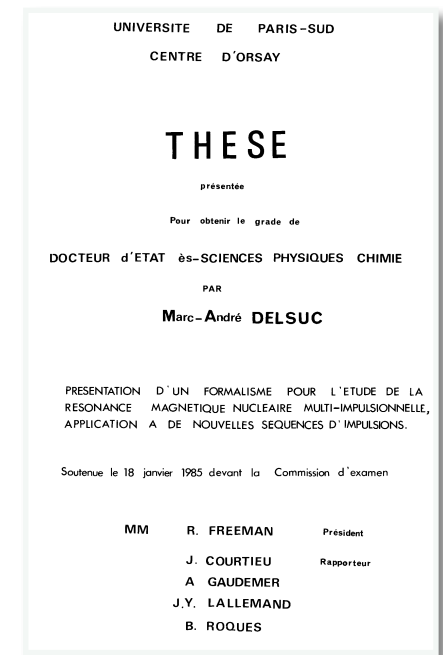 UNIVERSITE DE PARIS-SUD
CENTRE D'ORSAY
THESE
présentée
Pour obtenir le grade de
DOCTEUR d'ETAT ès-SCIENCES PHYSIQUES CHIMIE
PAR
Marc-André DELSUC
PRESENTATION D'UN FORMALISME POUR L'ETUDE DE LA
RESONANCE MAGNETIQUE NUCLEAIRE MULTI-IMPULSIONNELLE,
APPLICATION A DE NOUVELLES SEQUENCES D'IMPULSIONS.
Soutenue le 18 janvier 1985 devant la Commission d'examen
MM R. FREEMAN Président
J. COURTIEU Rapporteur
A GAUDEMER
J.Y. LALLEMAND
B. ROQUES